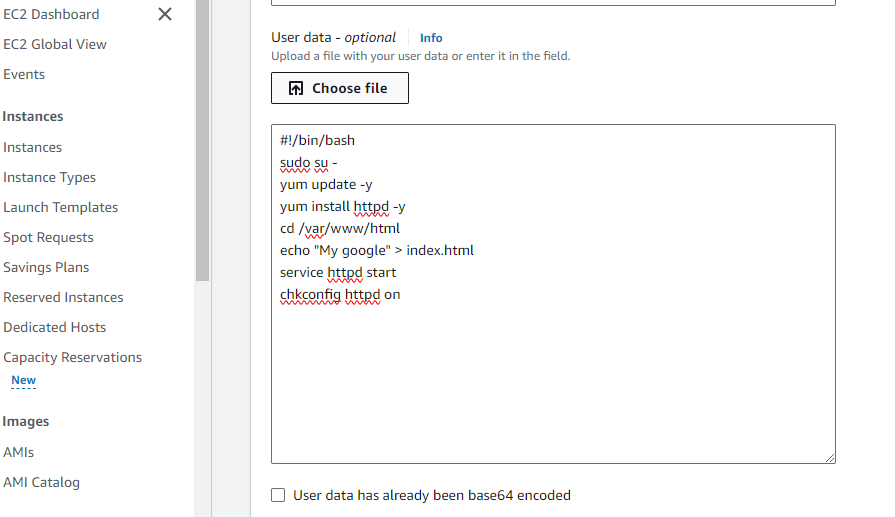 EC2 Dashboard
EC2 Global View
Events
Instances
Instances
Instance Types
Launch Templates
Spot Requests
Savings Plans
Reserved Instances
Dedicated Hosts
Capacity Reservations
New
Images
AMIs
AMI Catalog
User data - optional Info
Upload a file with your user data or enter it in the field.
Choose file
#!/bin/bash
sudo su -
yum update -y
yum install httpd -y
cd /var/www/html
echo "My google" > index.html
service httpd start
chkconfig httpd on
User data has already been base64 encoded